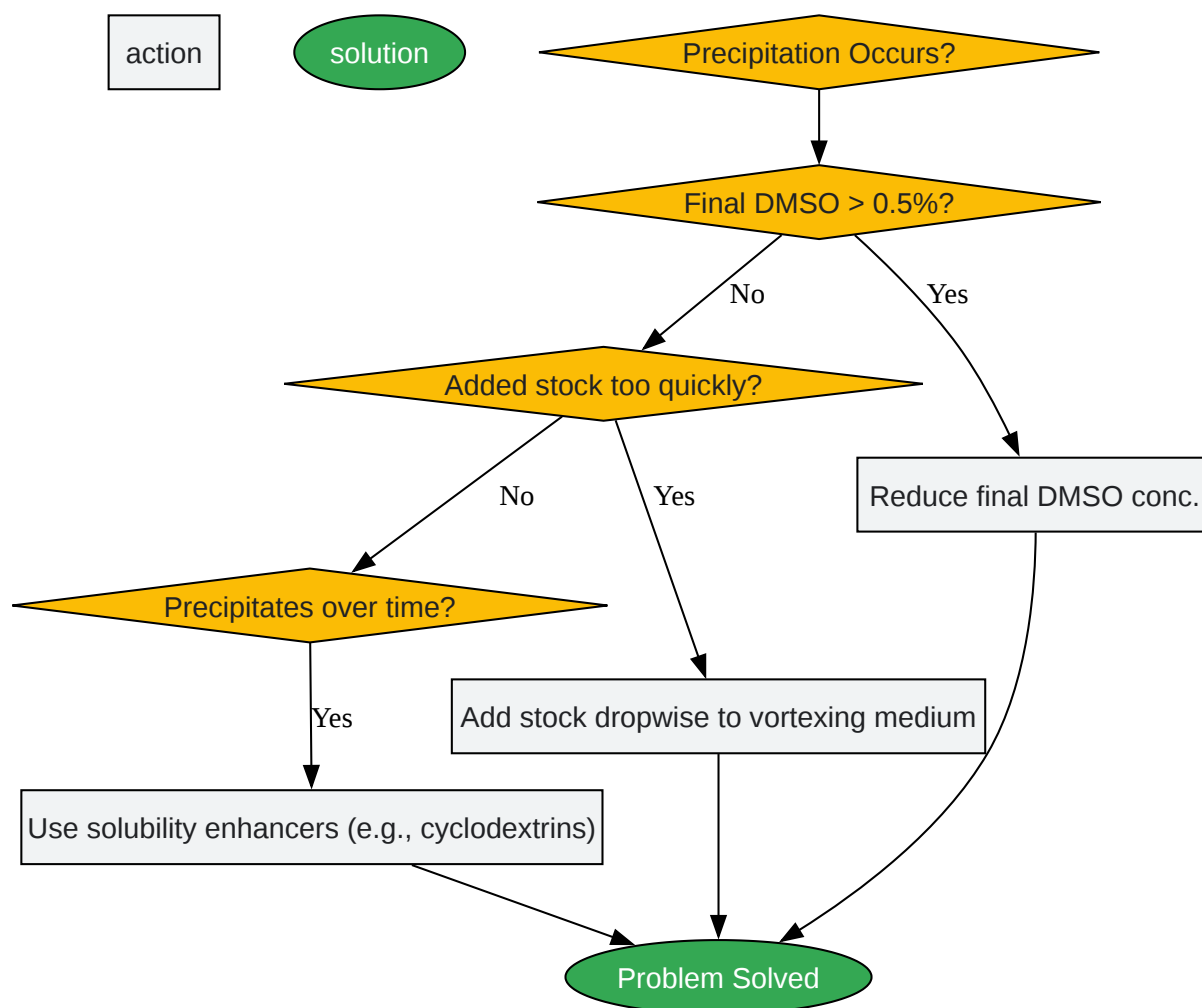 action
solution
Precipitation Occurs?
Final DMSO > 0.5%?
No
Yes
Added stock too quickly?
Reduce final DMSO conc.
No
Yes
Precipitates over time?
Add stock dropwise to vortexing medium
Yes
Use solubility enhancers (e.g., cyclodextrins)
Problem Solved